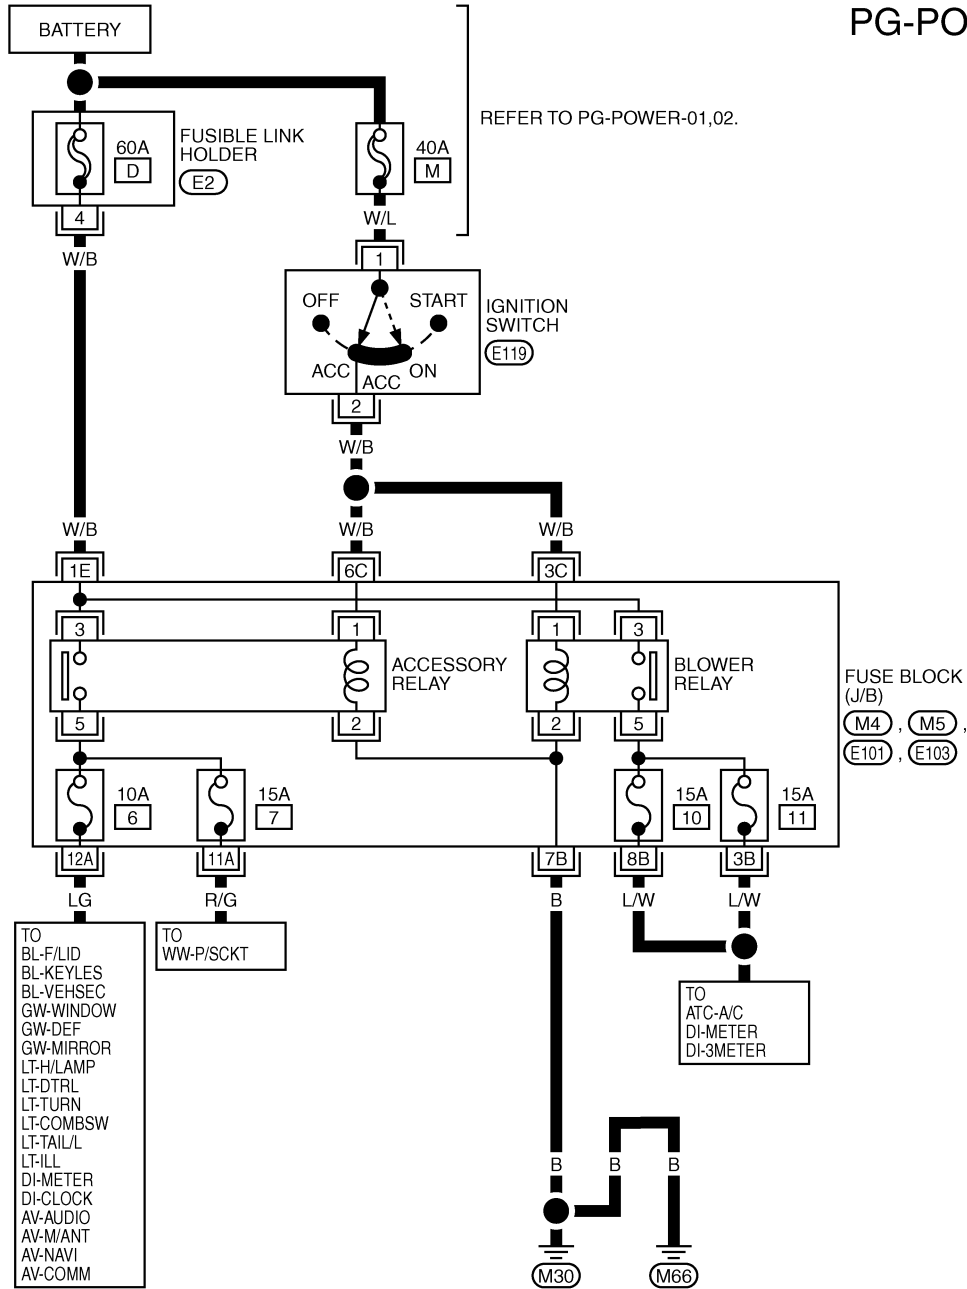 PG-PO
BATTERY
REFER TO PG-POWER-01,02.
60A
D
FUSIBLE LINK
HOLDER
E2
40A
M
4
W/L
W/B
1
OFF
START
IGNITION
SWITCH
E119
ACC
ACC
ON
2
W/B
W/B
W/B
W/B
1E
6C
3C
3
1
1
3
ACCESSORY
RELAY
BLOWER
RELAY
FUSE BLOCK
(J/B)
M4 , M5 ,
E101 , E103
5
2
2
5
10A
6
15A
7
15A
10
15A
11
12A
11A
7B
8B
3B
LG
R/G
B
L/W
L/W
TO
BL-F/LID
BL-KEYLES
BL-VEHSEC
GW-WINDOW
GW-DEF
GW-MIRROR
LT-H/LAMP
LT-DTRL
LT-TURN
LT-COMBSW
LT-TAIL/L
LT-ILL
DI-METER
DI-CLOCK
AV-AUDIO
AV-M/ANT
AV-NAVI
AV-COMM
TO
WW-P/SCKT
TO
ATC-A/C
DI-METER
DI-3METER
B
B
B
M30
M66